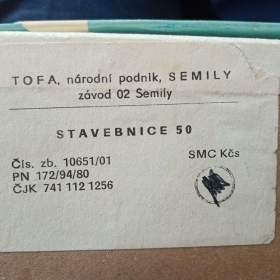 TOFA, národní podnik, SEMILY
závod 02 Semily
STAVEBNICE 50
Čís. zb. 10651/01
SMC Kčs
PN 172/94/80
ČJK 741 112 1256